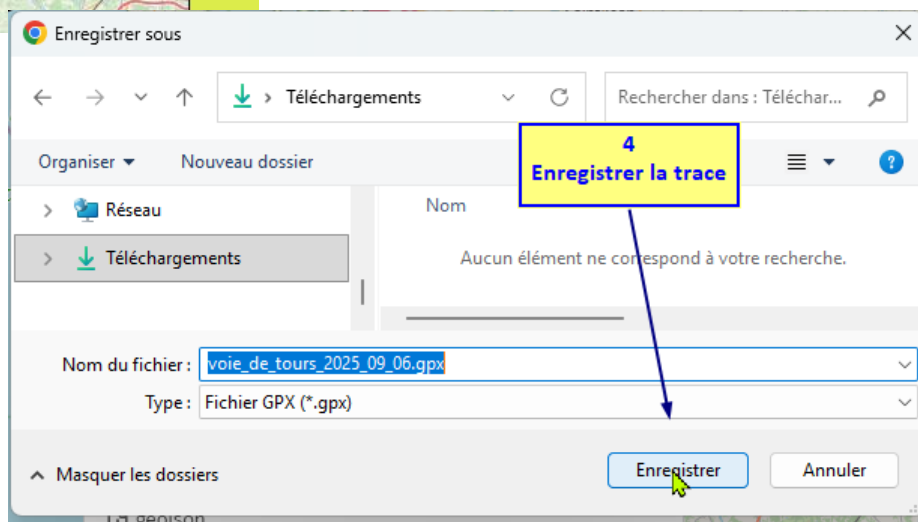 Enregistrer sous
Téléchargements
Rechercher dans : Téléchar...
4
Enregistrer la trace
Organiser
Nouveau dossier
?
Réseau
Nom
Téléchargements
Aucun élément ne correspond à votre recherche.
Nom du fichier : voie_de_tours_2025_09_06.gpx
Type : Fichier GPX (*.gpx)
Masquer les dossiers
Enregistrer
Annuler